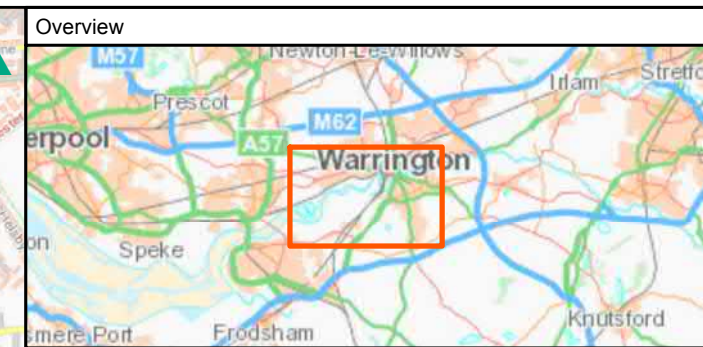 Overview
M57
Newton-Le-Willows
Irlam
Stretfo
Prescot
M62
erpool
A57
Warrington
on
Speke
smere Port
Frodsham
Knutsford